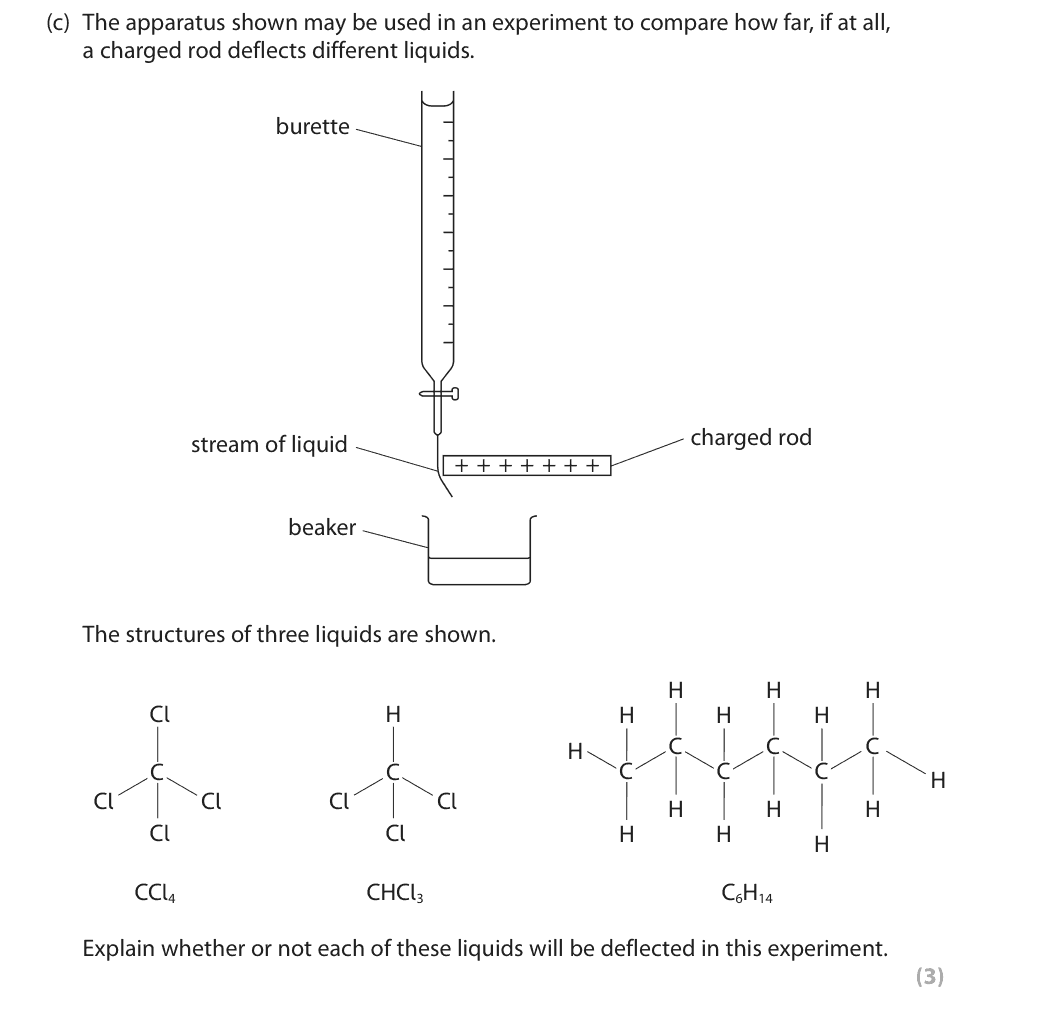 (c) The apparatus shown may be used in an experiment to compare how far, if at all,
a charged rod deflects different liquids.
burette
stream of liquid
charged rod
+ + + + + + +
beaker
The structures of three liquids are shown.
H H H
Cl H H H H
H C C C
C C C C C
Cl Cl Cl Cl H
H H H
Cl Cl H H H
CCl₄ CHCl₃ C₆H₁₄
Explain whether or not each of these liquids will be deflected in this experiment.
(3)